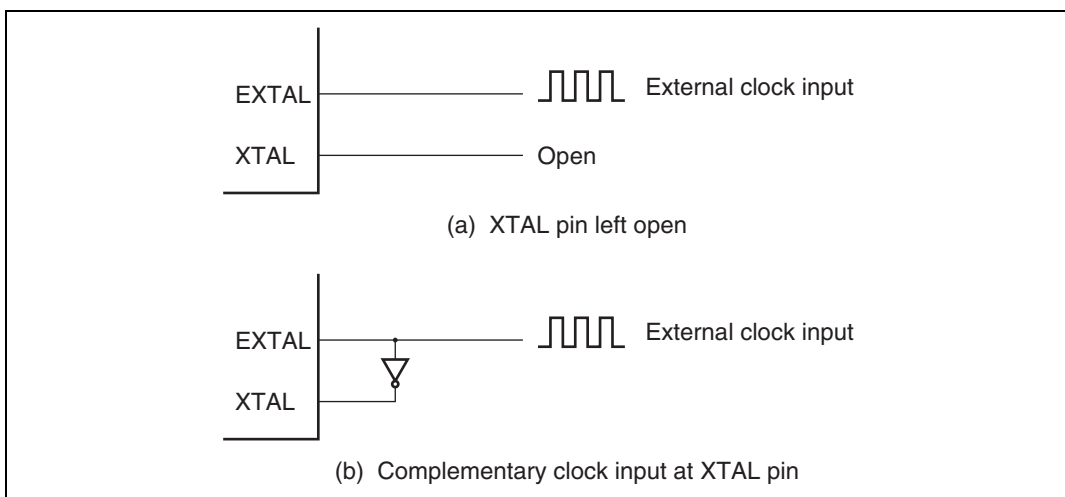 EXTAL
External clock input
XTAL
Open
(a) XTAL pin left open
EXTAL
External clock input
XTAL
(b) Complementary clock input at XTAL pin